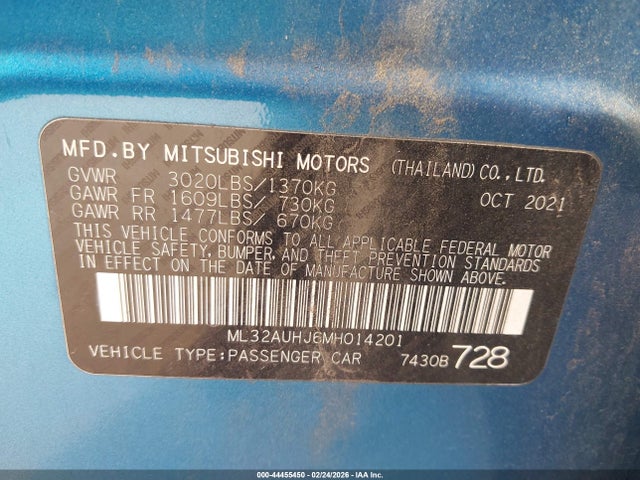 MFD.BY MITSUBISHI MOTORS (THAILAND)CO.,LTD.
GVWR 3020LBS/1370KG OCT 2021
GAWR FR 1609LBS/ 730KG
GAWR RR 1477LBS/ 670KG
THIS VEHICLE CONFORMS TO ALL APPLICABLE FEDERAL MOTOR
VEHICLE SAFETY, BUMPER, AND THEFT PREVENTION STANDARDS
IN EFFECT ON THE DATE OF MANUFACTURE SHOWN ABOVE.
ML32AUHJ6MH014201
VEHICLE TYPE:PASSENGER CAR 7430B 728
000-44455450 - 02/24/2026 - IAA Inc.